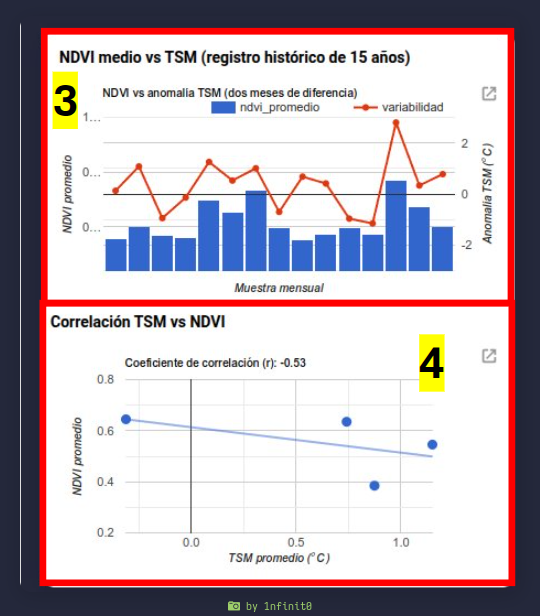 NDVI medio vs TSM (registro histórico de 15 años)
3
NDVI vs anomalía TSM (dos meses de diferencia)
ndvi_promedio
variabilidad
1…
0…
0…
2
0
-2
NDVI promedio
Anomalía TSM (°C)
Muestra mensual
Correlación TSM vs NDVI
4
Coeficiente de correlación (r): -0.53
0.8
0.6
0.4
0.2
NDVI promedio
0.0
0.5
1.0
TSM promedio (°C)
by 1nfinit0